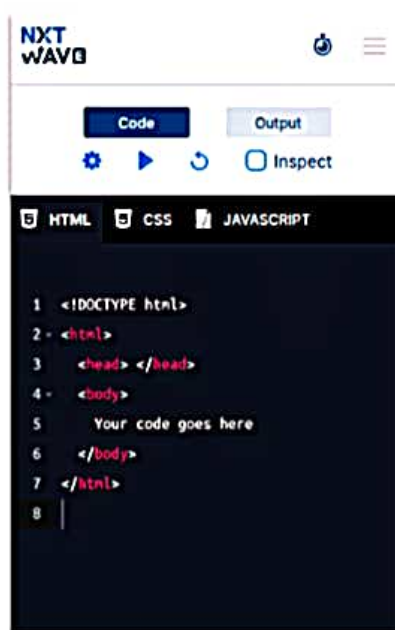 NXT
WAVE
Code Output
Inspect
HTML CSS JAVASCRIPT
1 <!DOCTYPE html>
2 <html>
3 <head> </head>
4 <body>
5 Your code goes here
6 </body>
7 </html>
8